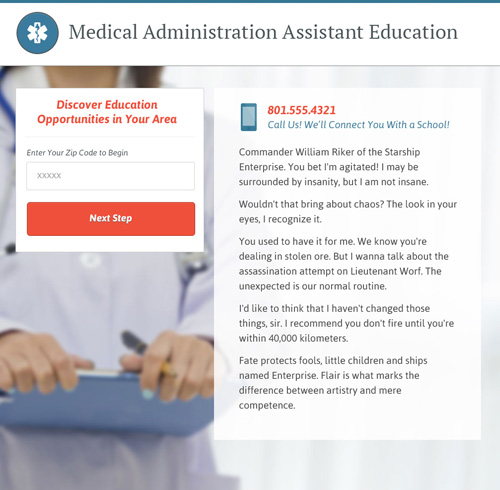 Medical Administration Assistant Education
Discover Education
Opportunities in Your Area
Enter Your Zip Code to Begin
XXXXX
Next Step
801.555.4321
Call Us! We'll Connect You With a School!
Commander William Riker of the Starship
Enterprise. You bet I'm agitated! I may be
surrounded by insanity, but I am not insane.
Wouldn't that bring about chaos? The look in your
eyes, I recognize it.
You used to have it for me. We know you're
dealing in stolen ore. But I wanna talk about the
assassination attempt on Lieutenant Worf. The
unexpected is our normal routine.
I'd like to think that I haven't changed those
things, sir. I recommend you don't fire until you're
within 40,000 kilometers.
Fate protects fools, little children and ships
named Enterprise. Flair is what marks the
difference between artistry and mere
competence.